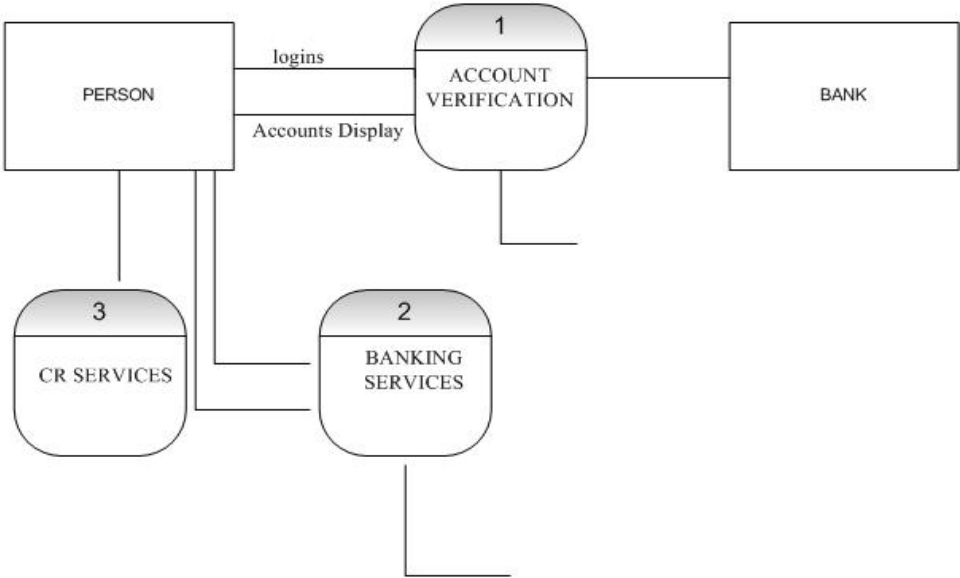 PERSON
logins
Accounts Display
1
ACCOUNT
VERIFICATION
BANK
3
CR SERVICES
2
BANKING
SERVICES